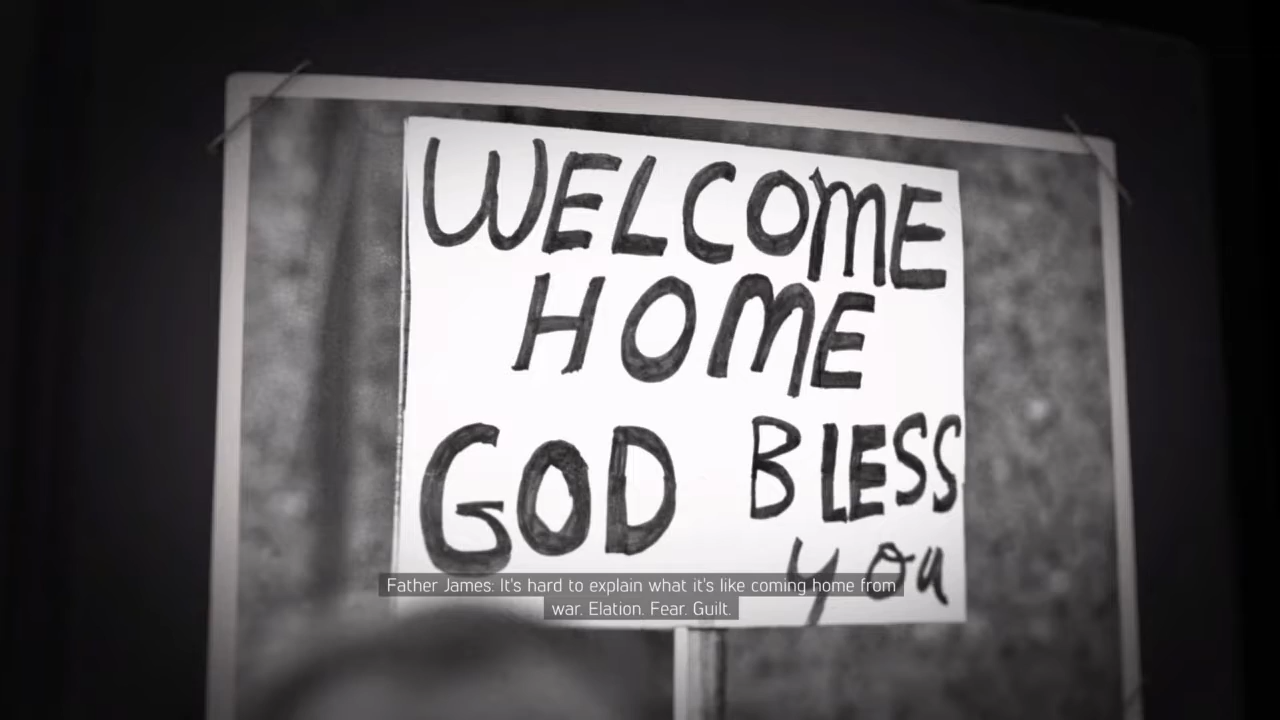 WELCOME
HOME
GOD BLESS
you
Father James: It's hard to explain what it's like coming home from
war. Elation. Fear. Guilt.